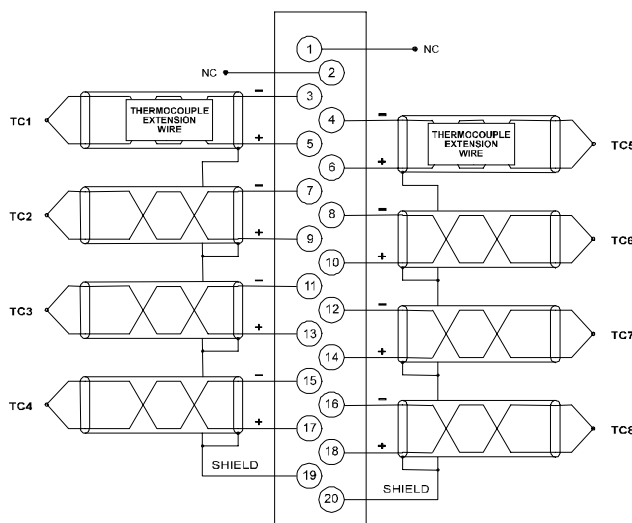 1 NC
NC 2
- 3
THERMOCOUPLE
EXTENSION
WIRE
TC1
+ 5
4 -
THERMOCOUPLE
EXTENSION
WIRE
TC5
6 +
- 7
TC2
+ 9
8 -
TC6
10 +
- 11
TC3
+ 13
12 -
TC7
14 +
- 15
TC4
+ 17
16 -
TC8
18 +
SHIELD 19
20 SHIELD